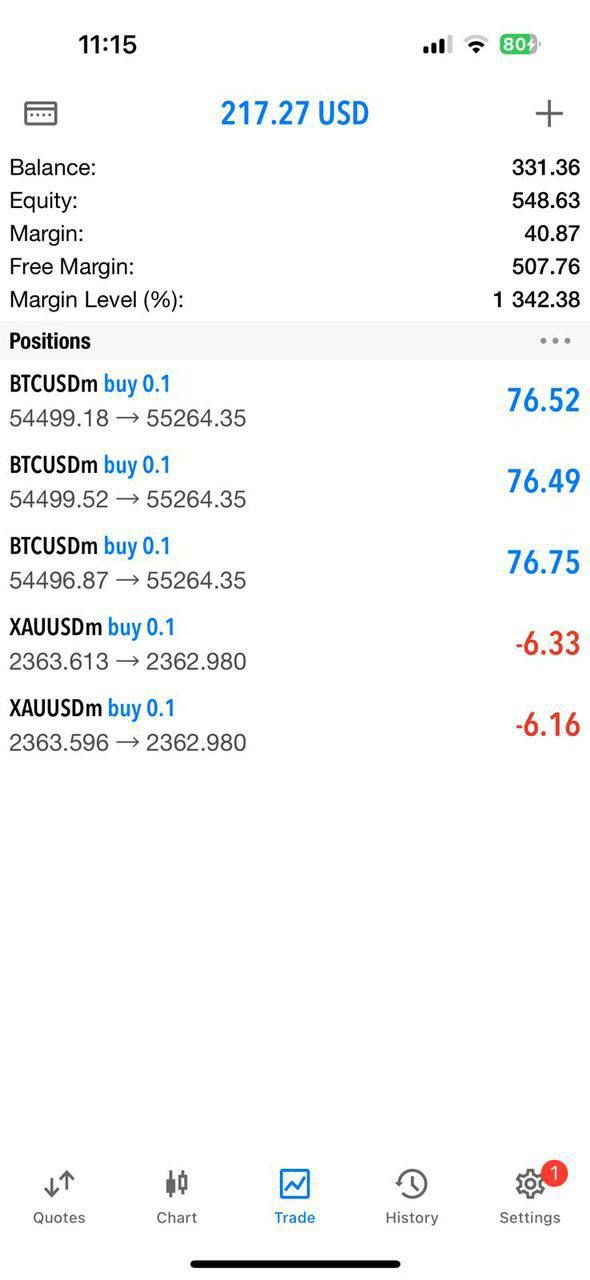 11:15
80
217.27 USD
Balance: 331.36
Equity: 548.63
Margin: 40.87
Free Margin: 507.76
Margin Level (%): 1 342.38
Positions
BTCUSDm buy 0.1
54499.18 → 55264.35
76.52
BTCUSDm buy 0.1
54499.52 → 55264.35
76.49
BTCUSDm buy 0.1
54496.87 → 55264.35
76.75
XAUUSDm buy 0.1
2363.613 → 2362.980
-6.33
XAUUSDm buy 0.1
2363.596 → 2362.980
-6.16
1
Quotes Chart Trade History Settings